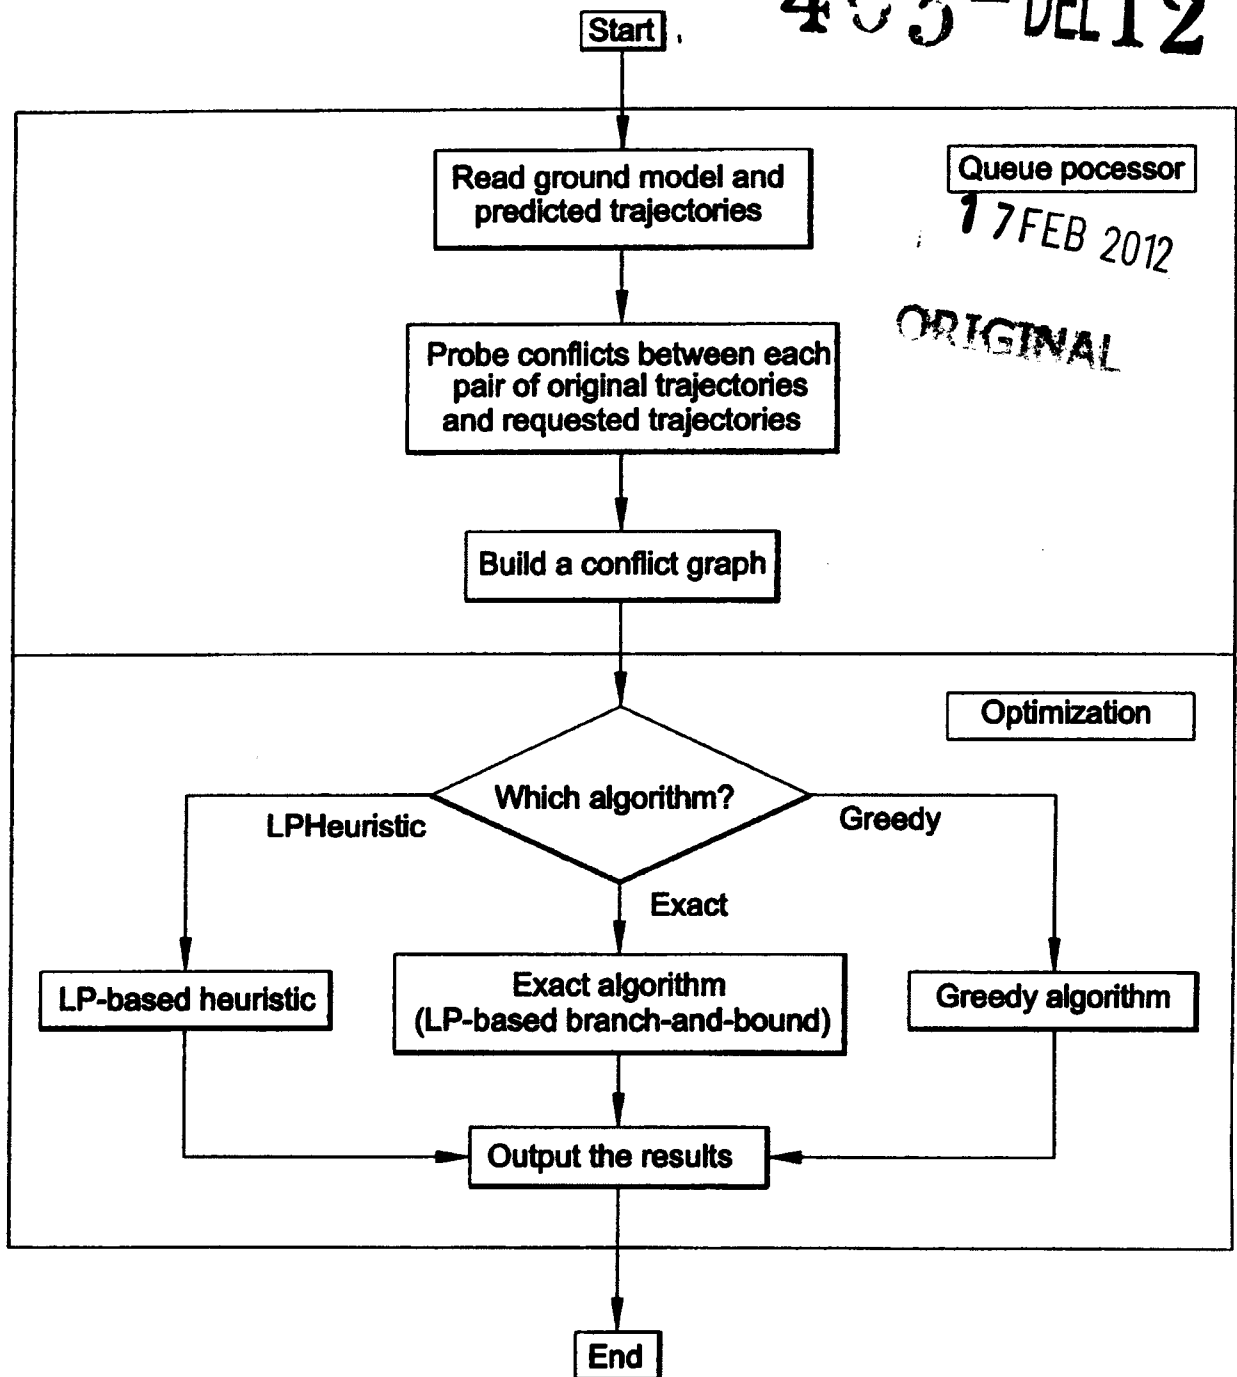 Start
Read ground model and
predicted trajectories
Queue pocessor
17 FEB 2012
ORIGINAL
Probe conflicts between each
pair of original trajectories
and requested trajectories
Build a conflict graph
Optimization
Which algorithm?
LPHeuristic
Greedy
Exact
LP-based heuristic
Exact algorithm
(LP-based branch-and-bound)
Greedy algorithm
Output the results
End